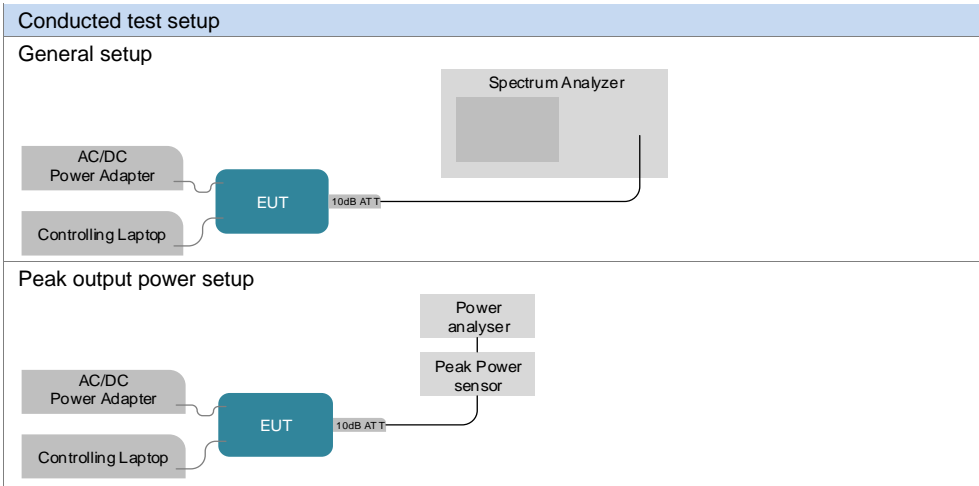 Conducted test setup
General setup
Spectrum Analyzer
AC/DC
Power Adapter
EUT
10dB ATT
Controlling Laptop
Peak output power setup
Power
analyser
Peak Power
sensor
AC/DC
Power Adapter
EUT
10dB ATT
Controlling Laptop